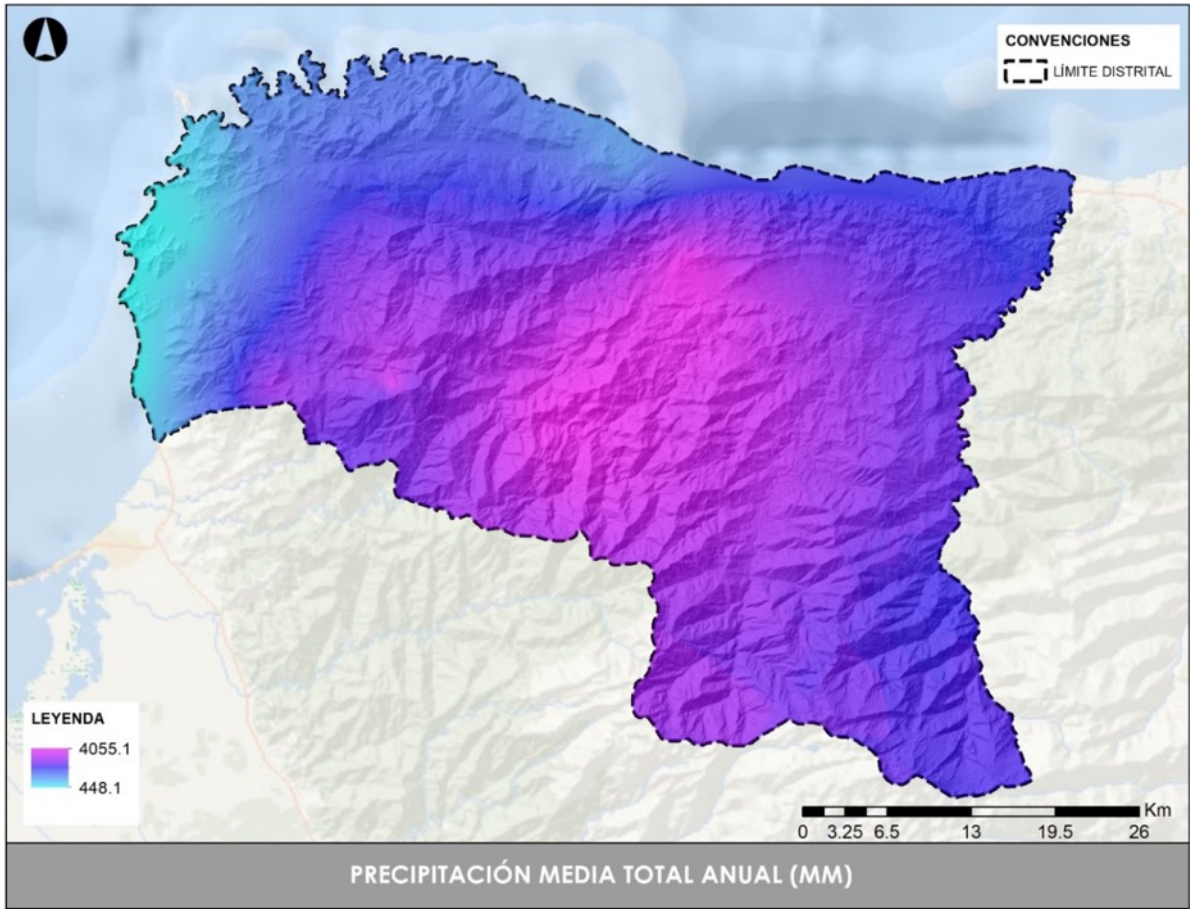 CONVENCIONES
LÍMITE DISTRITAL
LEYENDA
4055.1
448.1
Km
0 3.25 6.5 13 19.5 26
PRECIPITACIÓN MEDIA TOTAL ANUAL (MM)